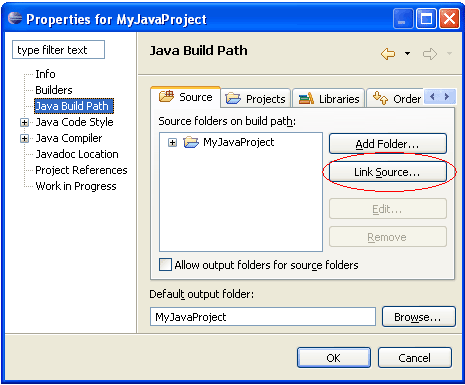 Properties for MyJavaProject
type filter text
Info
Builders
Java Build Path
Java Code Style
Java Compiler
Javadoc Location
Project References
Work in Progress
Java Build Path
Source
Projects
Libraries
Order
Source folders on build path:
MyJavaProject
Add Folder...
Link Source...
Edit...
Remove
Allow output folders for source folders
Default output folder:
MyJavaProject
Browse...
OK
Cancel